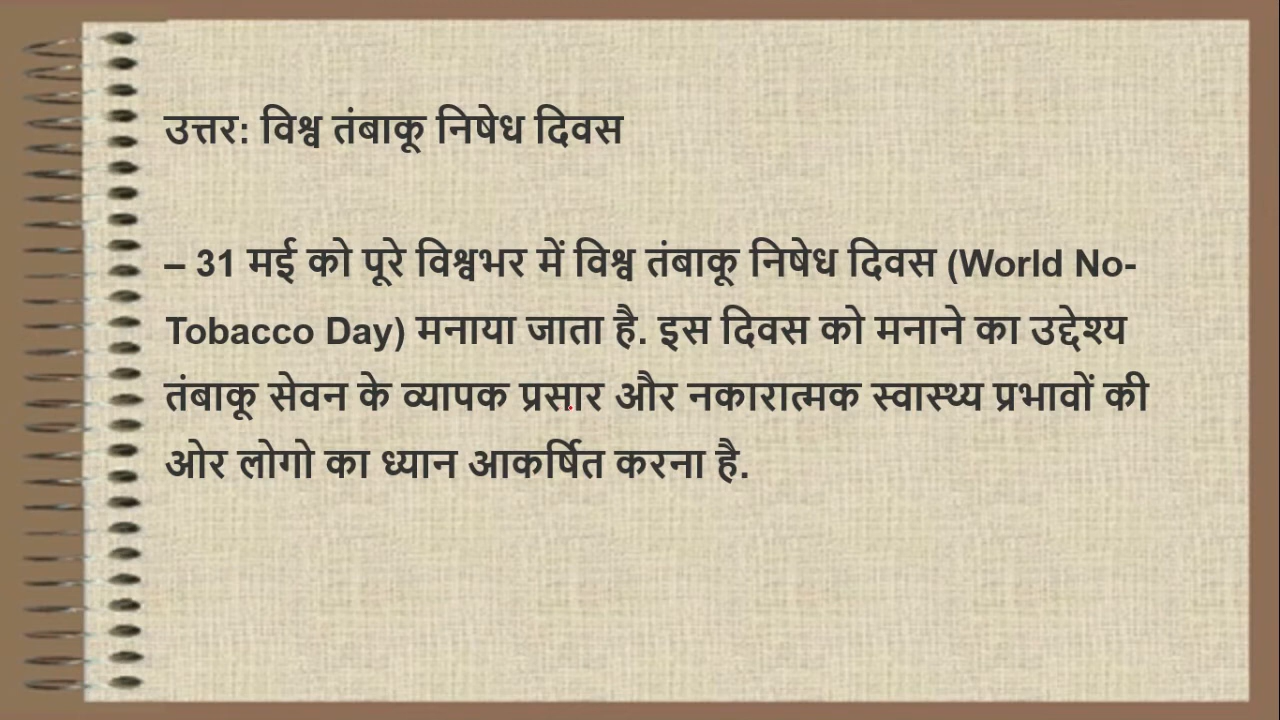 उत्तर: विश्व तंबाकू निषेध दिवस
– 31 मई को पूरे विश्वभर में विश्व तंबाकू निषेध दिवस (World No-
Tobacco Day) मनाया जाता है. इस दिवस को मनाने का उद्देश्य
तंबाकू सेवन के व्यापक प्रसार और नकारात्मक स्वास्थ्य प्रभावों की
ओर लोगो का ध्यान आकर्षित करना है.